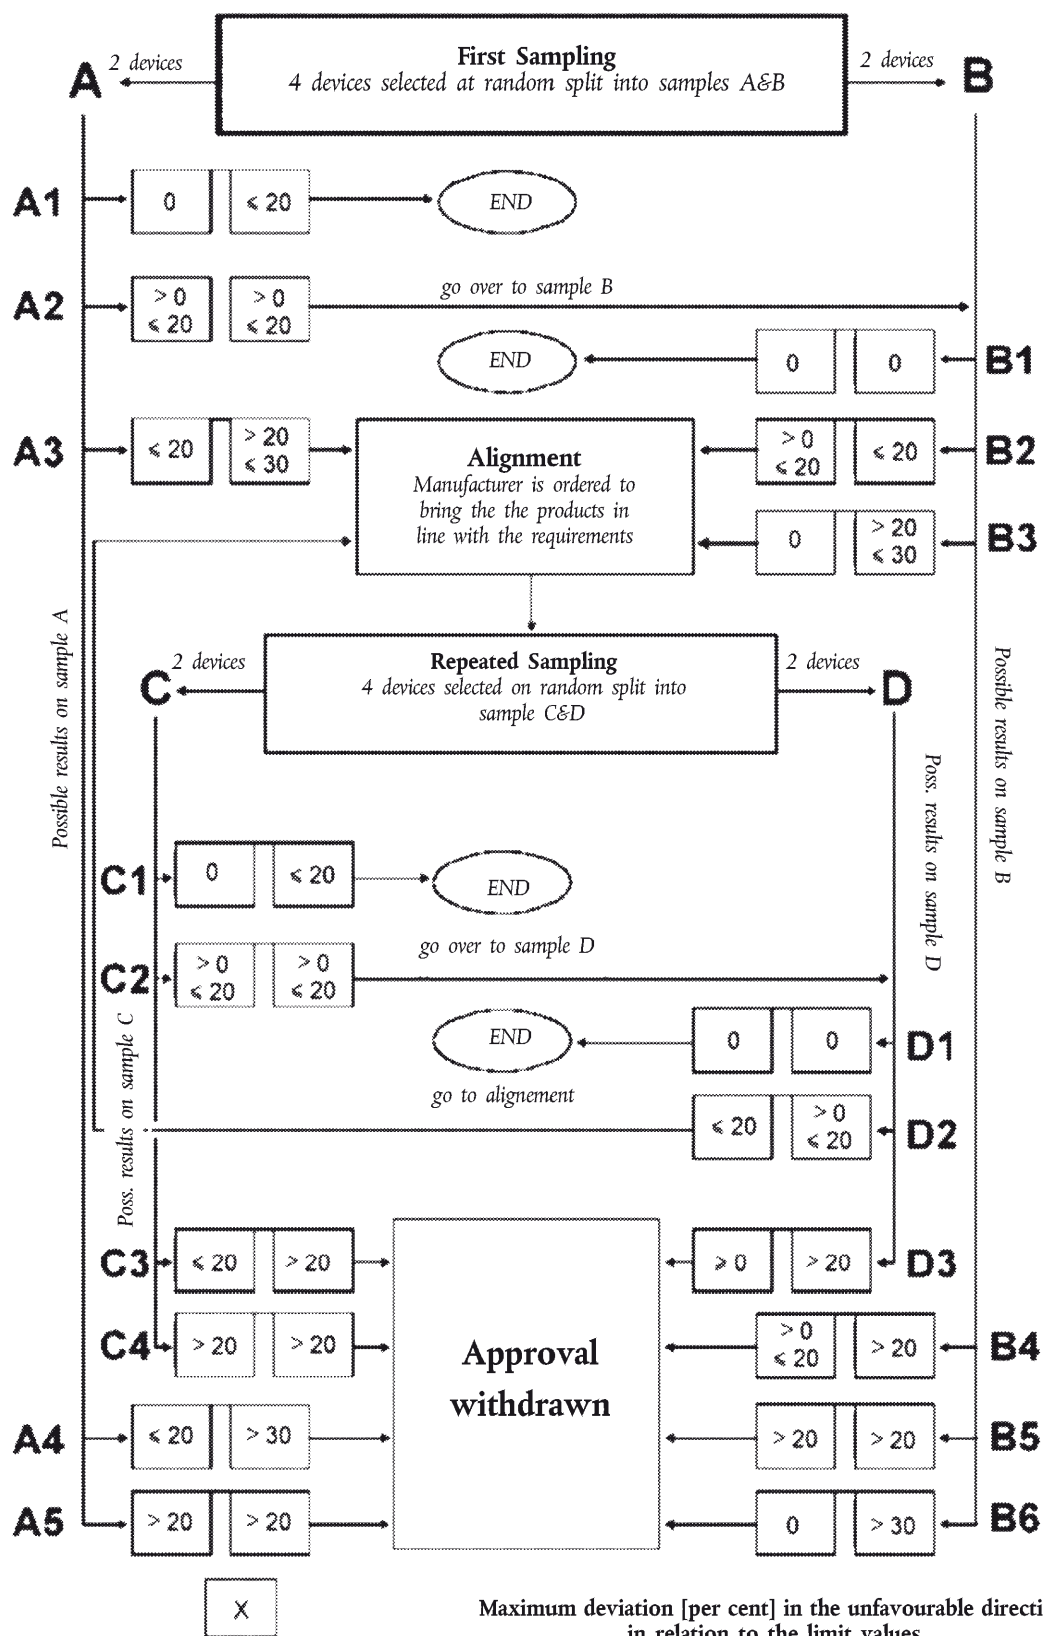 First Sampling
4 devices selected at random split into samples A&B
A 2 devices
2 devices B
A1 0 ⩽ 20 END
A2 > 0 ⩽ 20 > 0 ⩽ 20 go over to sample B
END 0 0 B1
A3 ⩽ 20 > 20 ⩽ 30
Alignment
Manufacturer is ordered to
bring the the products in
line with the requirements
> 0 ⩽ 20 ⩽ 20 B2
0 > 20 ⩽ 30 B3
Possible results on sample A
Possible results on sample B
Repeated Sampling
4 devices selected on random split into
sample C&D
C 2 devices
2 devices D
Poss. results on sample D
C1 0 ⩽ 20 END
C2 > 0 ⩽ 20 > 0 ⩽ 20 go over to sample D
Poss. results on sample C
END 0 0 D1
go to alignement
⩽ 20 > 0 ⩽ 20 D2
C3 ⩽ 20 > 20
⩾ 0 > 20 D3
C4 > 20 > 20
> 0 ⩽ 20 > 20 B4
Approval
withdrawn
A4 ⩽ 20 > 30
> 20 > 20 B5
A5 > 20 > 20
0 > 30 B6
X
Maximum deviation [per cent] in the unfavourable directi
in relation to the limit values